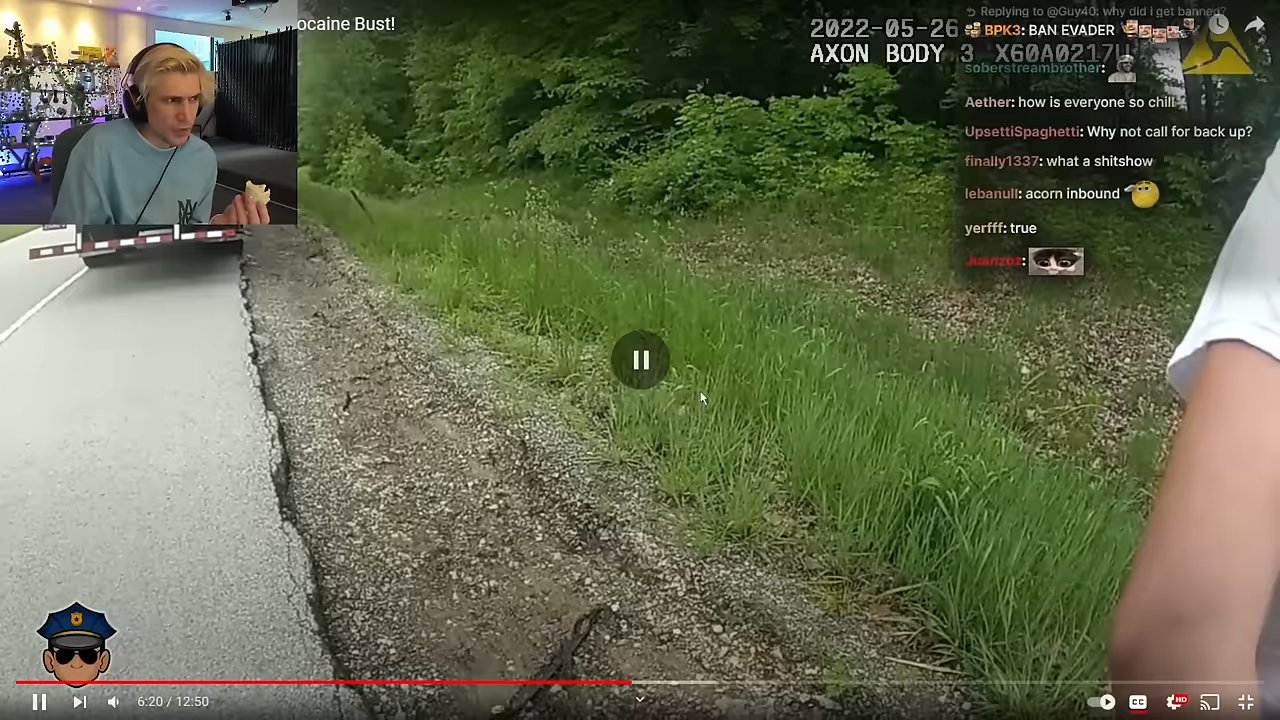 ocaine Bust!
2022-05-26
AXON BODY 3 X60A0217U
Replying to @Guy40: why did i get banned?
BPK3: BAN EVADER
soberstreambrother:
Aether: how is everyone so chill
UpsettiSpaghetti: Why not call for back up?
finally1337: what a shitshow
lebanull: acorn inbound
yerfff: true
Juanzoz:
6:20 / 12:50
CC
HD